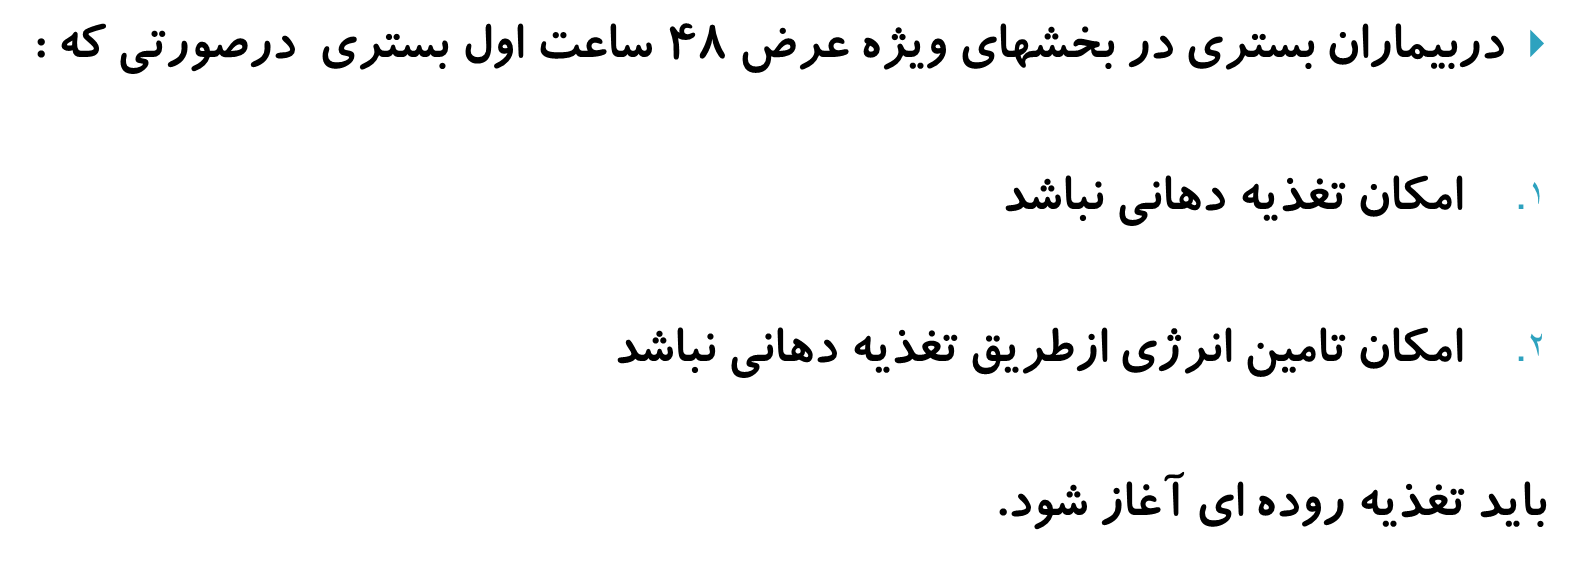 دربیماران بستری در بخشهای ویژه عرض ۴۸ ساعت اول بستری درصورتی که :
۱. امکان تغذیه دهانی نباشد
۲. امکان تامین انرژی ازطریق تغذیه دهانی نباشد
باید تغذیه روده ای آغاز شود.